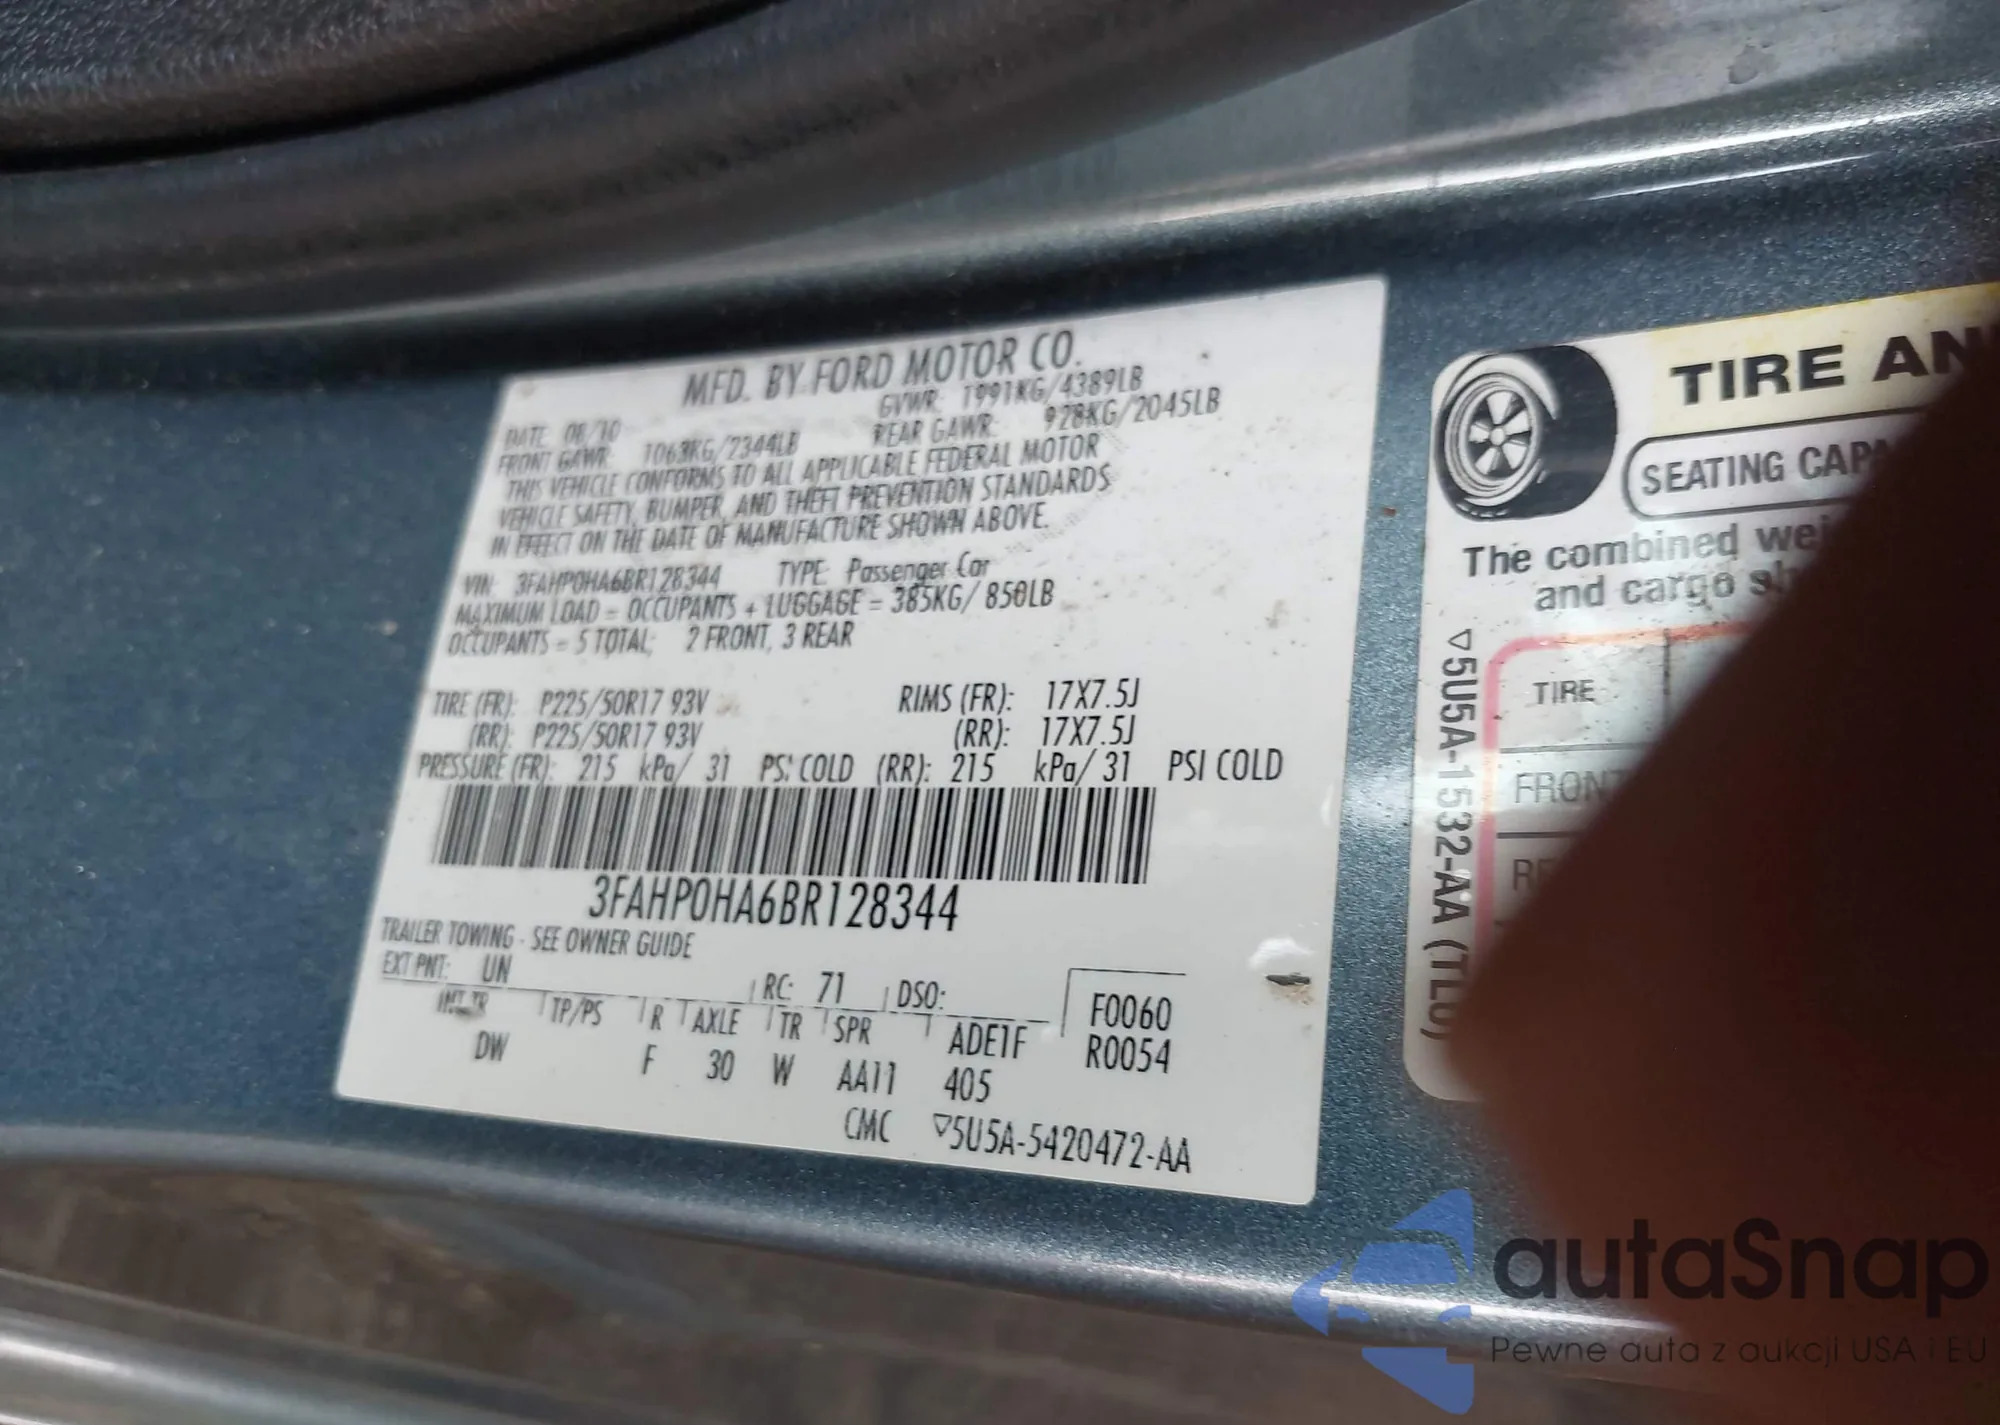 MFD. BY FORD MOTOR CO.
DATE: 08/10 GVWR: 1991KG/4389LB
FRONT GAWR: 1063KG/2344LB REAR GAWR: 928KG/2045LB
THIS VEHICLE CONFORMS TO ALL APPLICABLE FEDERAL MOTOR
VEHICLE SAFETY, BUMPER, AND THEFT PREVENTION STANDARDS
IN EFFECT ON THE DATE OF MANUFACTURE SHOWN ABOVE.
VIN: 3FAHP0HA6BR128344 TYPE: Passenger Car
MAXIMUM LOAD = OCCUPANTS + LUGGAGE = 385KG/ 850LB
OCCUPANTS = 5 TOTAL; 2 FRONT, 3 REAR
TIRE (FR): P225/50R17 93V RIMS (FR): 17X7.5J
(RR): P225/50R17 93V (RR): 17X7.5J
PRESSURE (FR): 215 kPa/ 31 PSI COLD (RR): 215 kPa/ 31 PSI COLD
3FAHP0HA6BR128344
TRAILER TOWING - SEE OWNER GUIDE
EXT PNT: UN RC: 71 DSO: F0060
INT TR TP/PS R AXLE TR SPR ADE1F R0054
DW F 30 W AA11 405
CMC ▽5U5A-5420472-AA
TIRE AN
SEATING CAP
The combined wei
and cargo sh
TIRE
FRONT
RE
▽5U5A-1532-AA (TLU)
autaSnap
Pewne auta z aukcji USA i EU